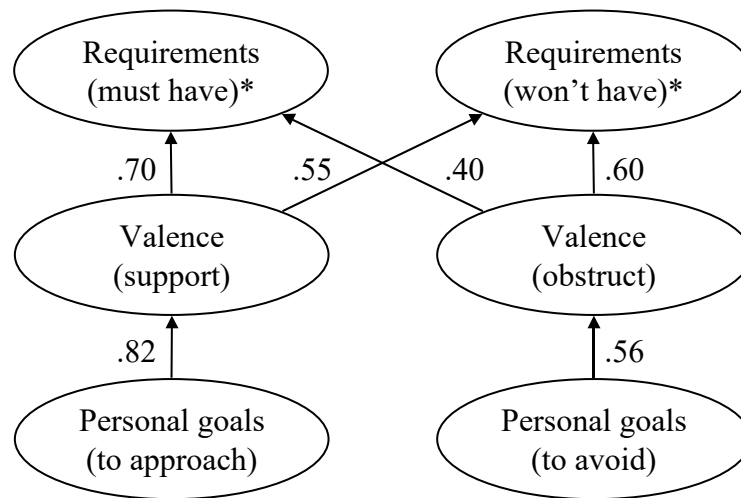 Requirements
(must have)*
Requirements
(won’t have)*
.70
.55
.40
.60
Valence
(support)
Valence
(obstruct)
.82
.56
Personal goals
(to approach)
Personal goals
(to avoid)